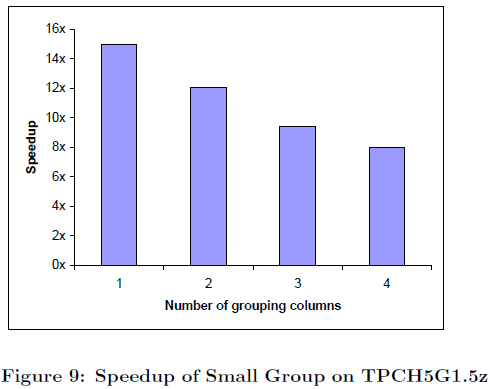 16x
14x
12x
10x
8x
6x
4x
2x
0x
Speedup
1 2 3 4
Number of grouping columns
Figure 9: Speedup of Small Group on TPCH5G1.5z